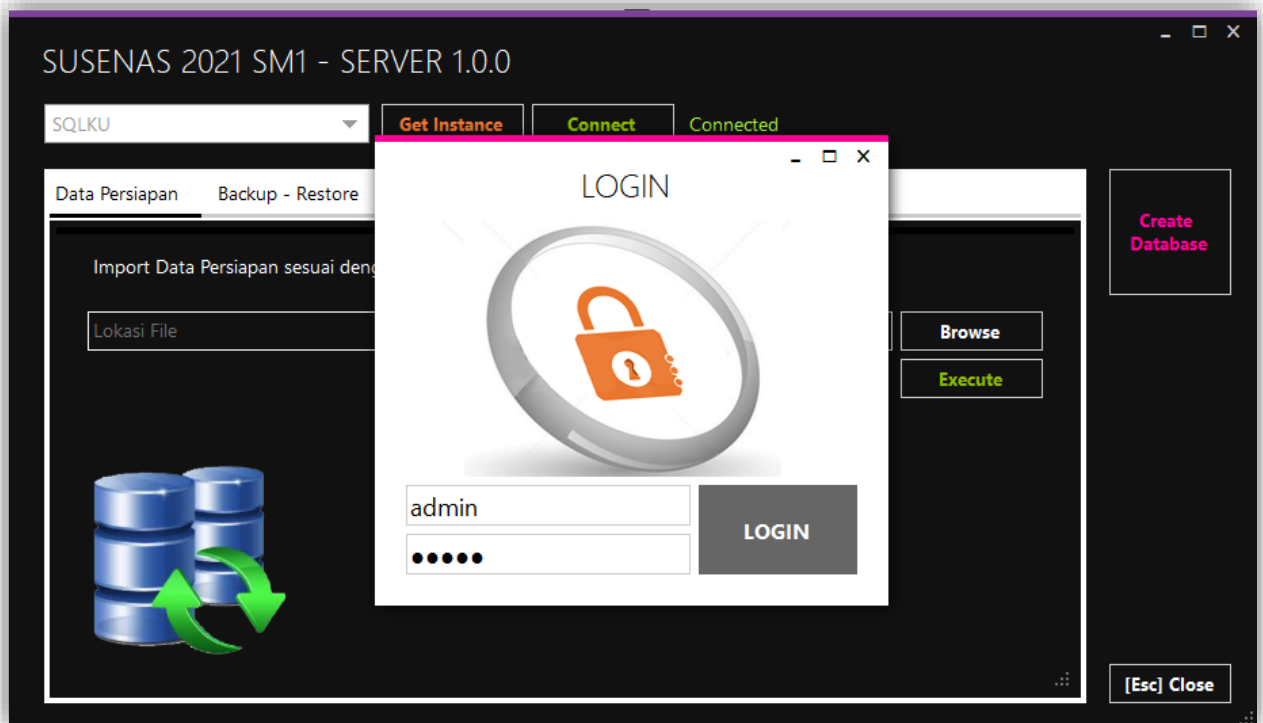 SUSENAS 2021 SM1 - SERVER 1.0.0
SQLKU
Get Instance
Connect
Connected
Data Persiapan
Backup - Restore
Import Data Persiapan sesuai
Lokasi File
Browse
Execute
Create
Database
[Esc] Close
LOGIN
admin
•••••
LOGIN